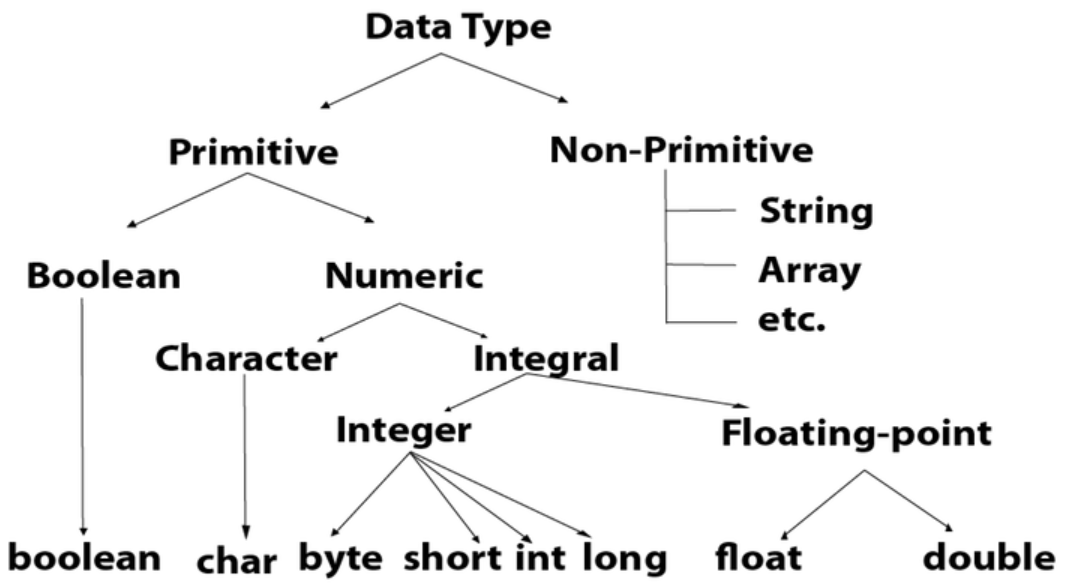 Data Type
Primitive
Non-Primitive
String
Array
etc.
Boolean
Numeric
Character
Integral
Integer
Floating-point
boolean
char
byte
short
int
long
float
double